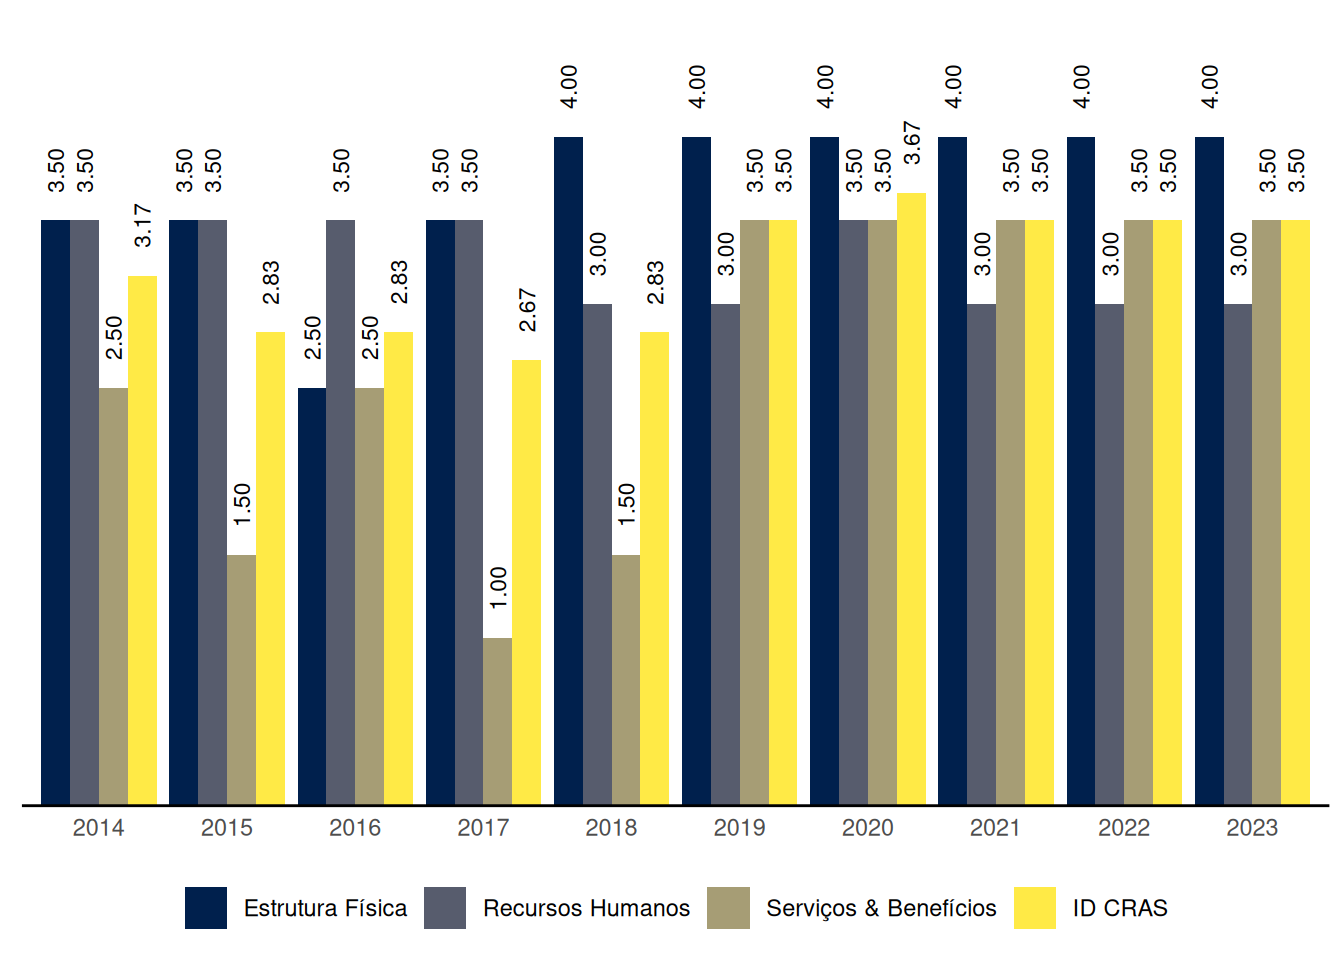 3.50 3.50 2.50 3.17
3.50 3.50 1.50 2.83
2.50 3.50 2.50 2.83
3.50 3.50 1.00 2.67
4.00 3.00 1.50 2.83
4.00 3.00 3.50 3.50
4.00 3.50 3.50 3.67
4.00 3.00 3.50 3.50
4.00 3.00 3.50 3.50
4.00 3.00 3.50 3.50
2014 2015 2016 2017 2018 2019 2020 2021 2022 2023
Estrutura Física Recursos Humanos Serviços & Benefícios ID CRAS